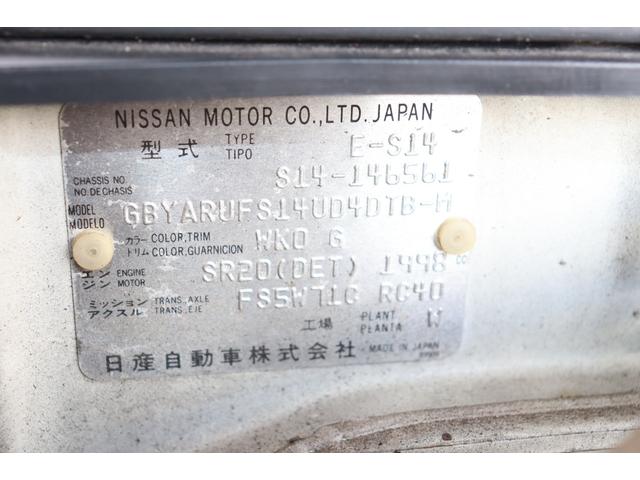 NISSAN MOTOR CO.,LTD. JAPAN
型式 TYPE TIPO E-S14
CHASSIS NO. NO.DE CHASIS S14-146561
MODEL MODELO GBYARUFS14UD4DTB-M
カラー COLOR,TRIM トリム COLOR,GUARNICION WK0 G
エンジン ENGINE MOTOR SR20(DET) 1998 cc
ミッション TRANS.,AXLE アクスル TRANS.,EJE FS5W71C RC40
工場 PLANT PLANTA W
日産自動車株式会社 MADE IN JAPAN